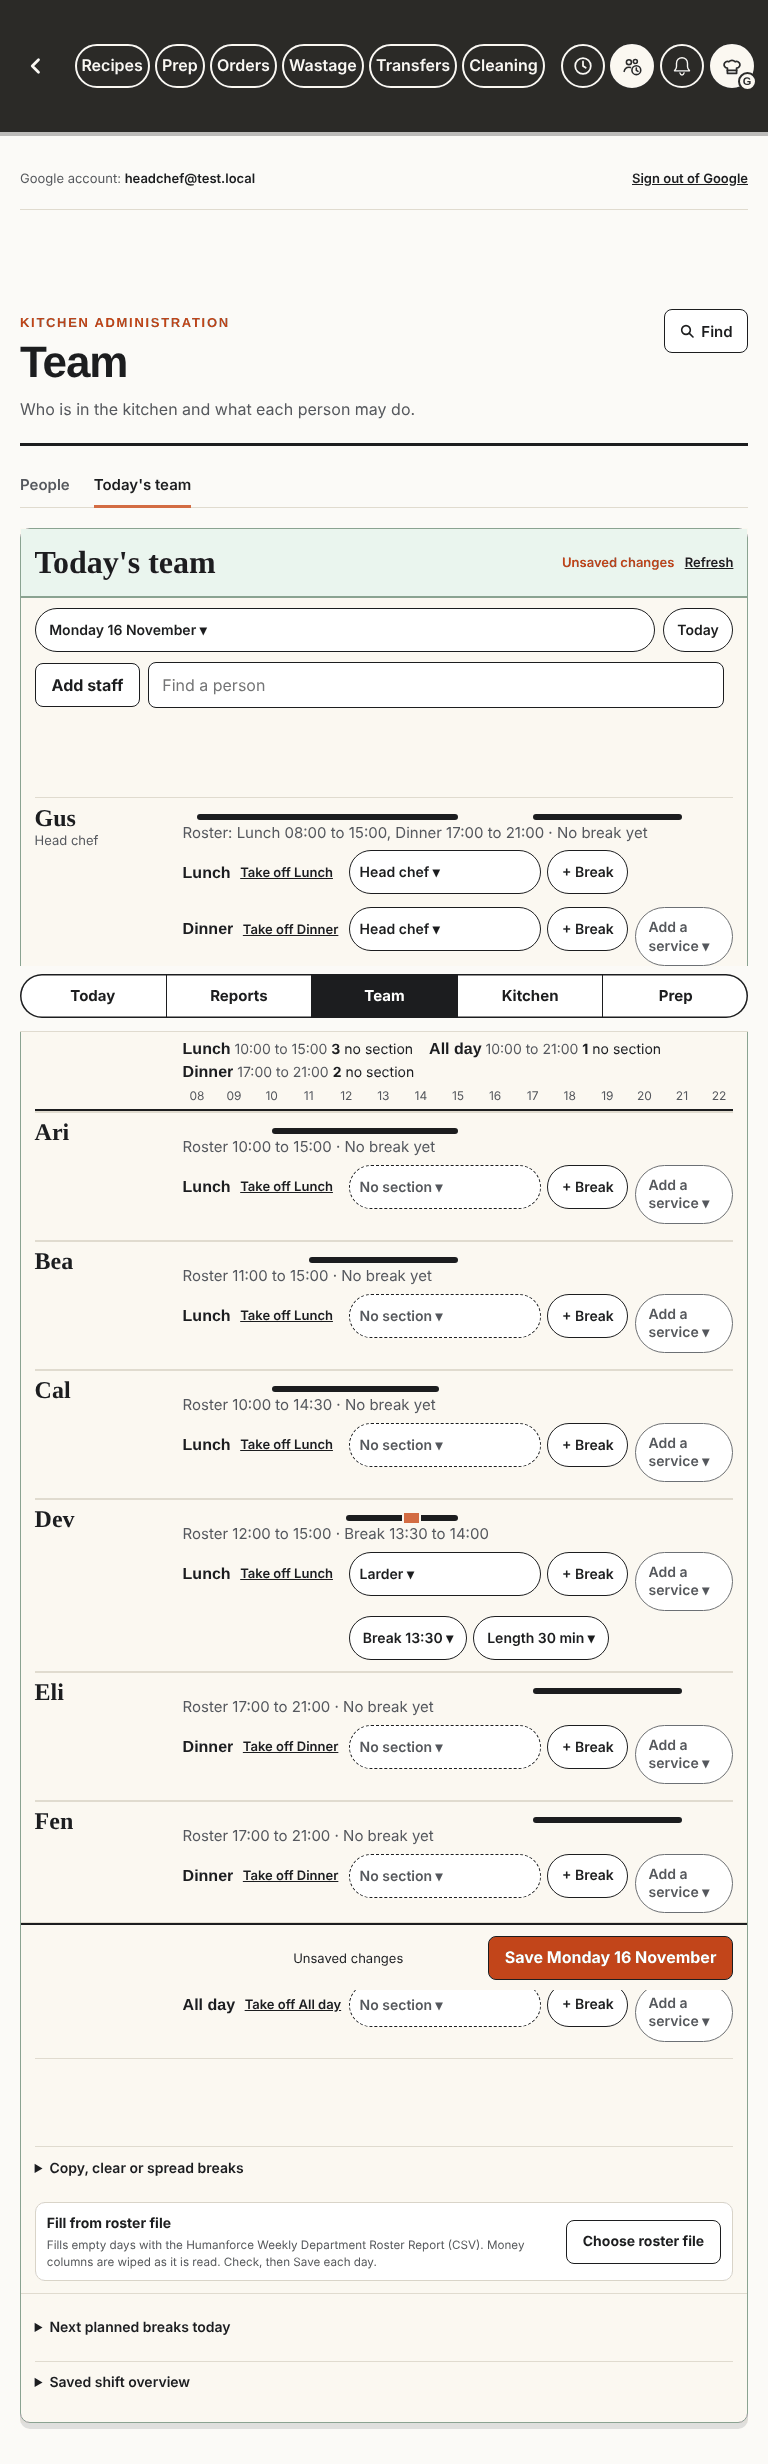 Recipes Prep Orders Wastage Transfers Cleaning
G
Google account: headchef@test.local Sign out of Google
KITCHEN ADMINISTRATION
Find
Team
Who is in the kitchen and what each person may do.
People Today's team
Today's team Unsaved changes Refresh
Monday 16 November ▾ Today
Add staff Find a person
Gus
Head chef
Roster: Lunch 08:00 to 15:00, Dinner 17:00 to 21:00 · No break yet
Lunch Take off Lunch Head chef ▾ + Break
Dinner Take off Dinner Head chef ▾ + Break Add a service ▾
Today Reports Team Kitchen Prep
Lunch 10:00 to 15:00 3 no section All day 10:00 to 21:00 1 no section
Dinner 17:00 to 21:00 2 no section
08 09 10 11 12 13 14 15 16 17 18 19 20 21 22
Ari
Roster 10:00 to 15:00 · No break yet
Lunch Take off Lunch No section ▾ + Break Add a service ▾
Bea
Roster 11:00 to 15:00 · No break yet
Lunch Take off Lunch No section ▾ + Break Add a service ▾
Cal
Roster 10:00 to 14:30 · No break yet
Lunch Take off Lunch No section ▾ + Break Add a service ▾
Dev
Roster 12:00 to 15:00 · Break 13:30 to 14:00
Lunch Take off Lunch Larder ▾ + Break Add a service ▾
Break 13:30 ▾ Length 30 min ▾
Eli
Roster 17:00 to 21:00 · No break yet
Dinner Take off Dinner No section ▾ + Break Add a service ▾
Fen
Roster 17:00 to 21:00 · No break yet
Dinner Take off Dinner No section ▾ + Break Add a service ▾
Unsaved changes Save Monday 16 November
All day Take off All day No section ▾ + Break Add a service ▾
▶ Copy, clear or spread breaks
Fill from roster file
Fills empty days with the Humanforce Weekly Department Roster Report (CSV). Money
columns are wiped as it is read. Check, then Save each day.
Choose roster file
▶ Next planned breaks today
▶ Saved shift overview